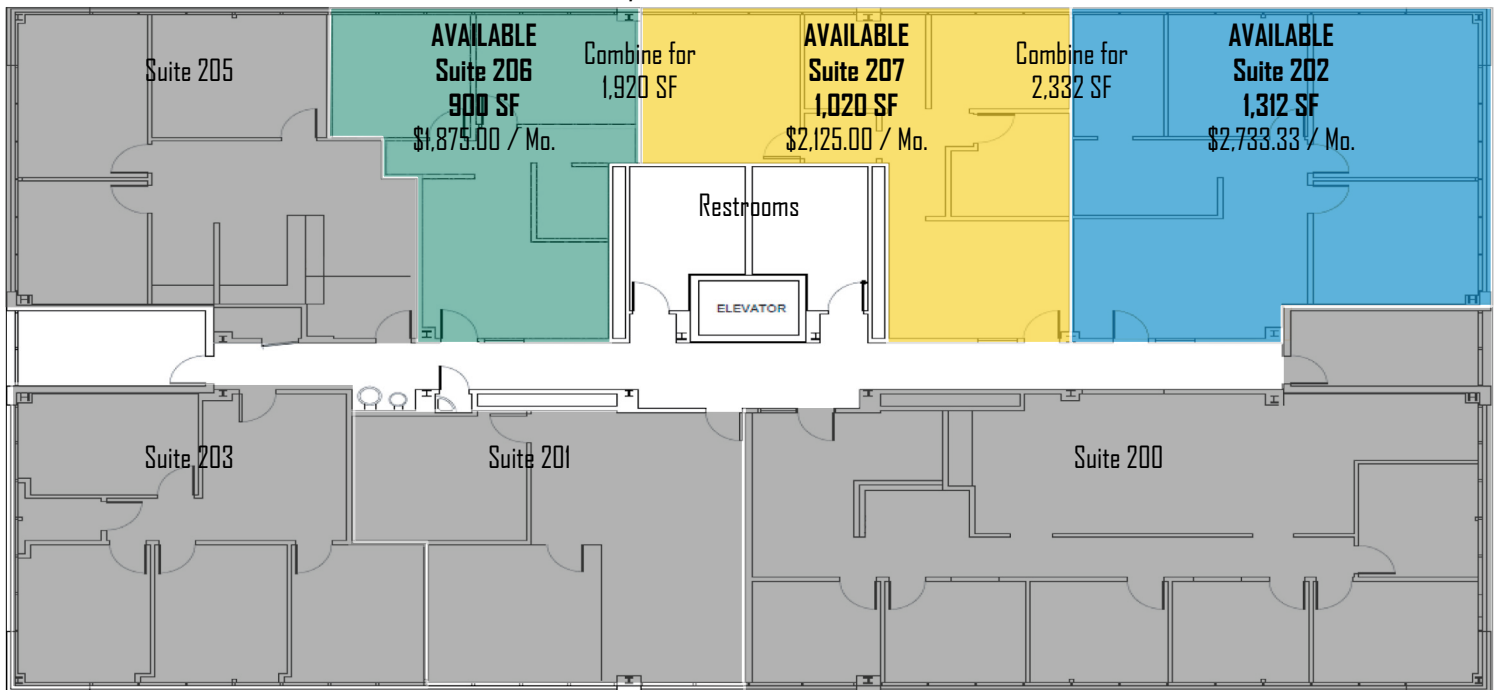 Suite 205
AVAILABLE
Suite 206
900 SF
$1,875.00 / Mo.
Combine for
1,920 SF
AVAILABLE
Suite 207
1,020 SF
$2,125.00 / Mo.
Combine for
2,332 SF
AVAILABLE
Suite 202
1,312 SF
$2,733.33 / Mo.
Restrooms
ELEVATOR
Suite 203
Suite 201
Suite 200